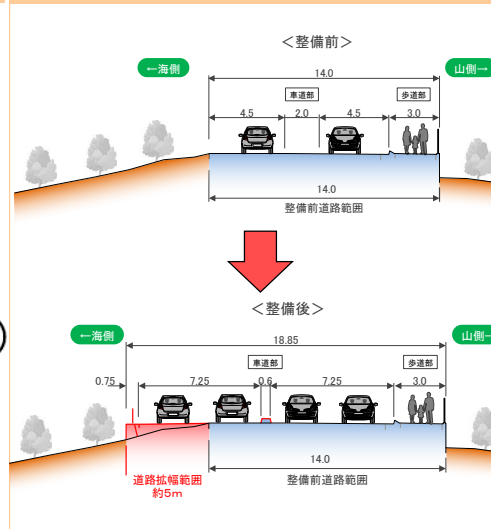 ＜整備前＞
←海側
山側→
14.0
車道部
歩道部
4.5
2.0
4.5
3.0
14.0
整備前道路範囲
＜整備後＞
←海側
山側→
18.85
車道部
歩道部
0.75
7.25
0.6
7.25
3.0
14.0
道路拡幅範囲
約5m
整備前道路範囲